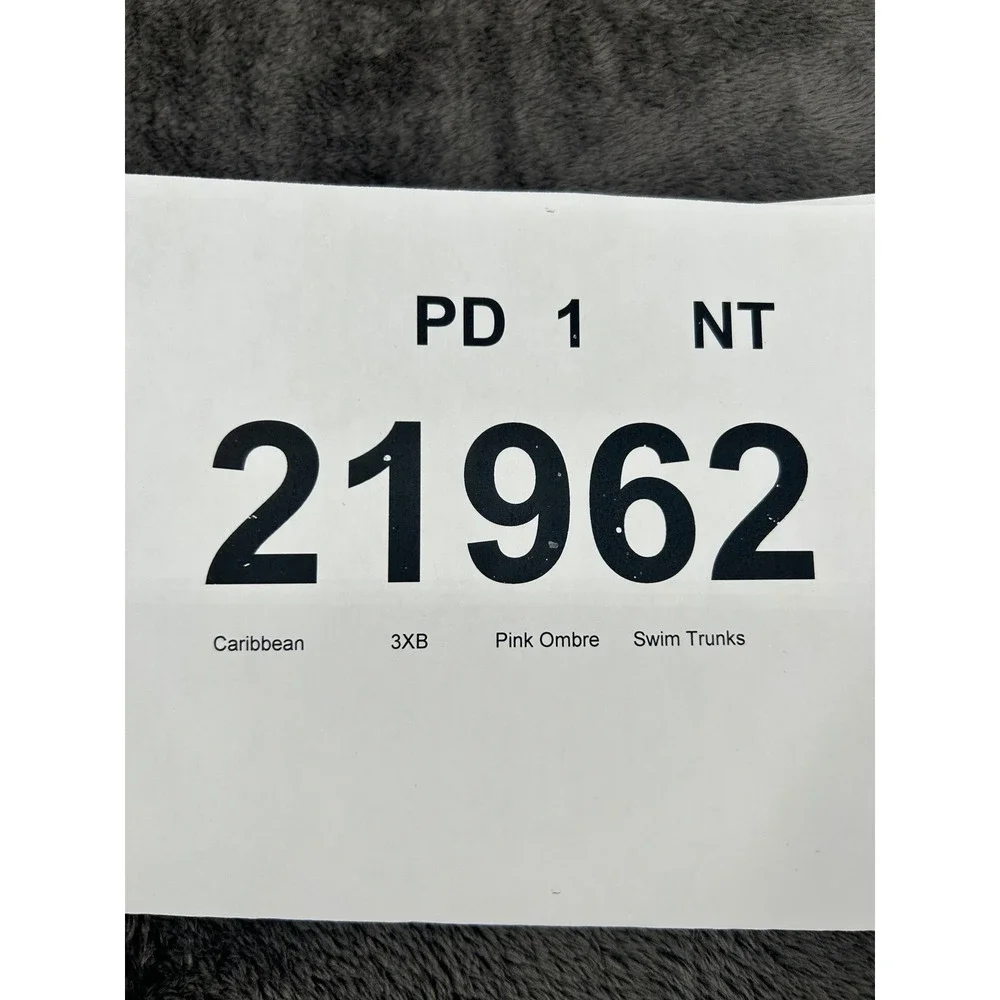 PD 1 NT
21962
Caribbean 3XB Pink Ombre Swim Trunks